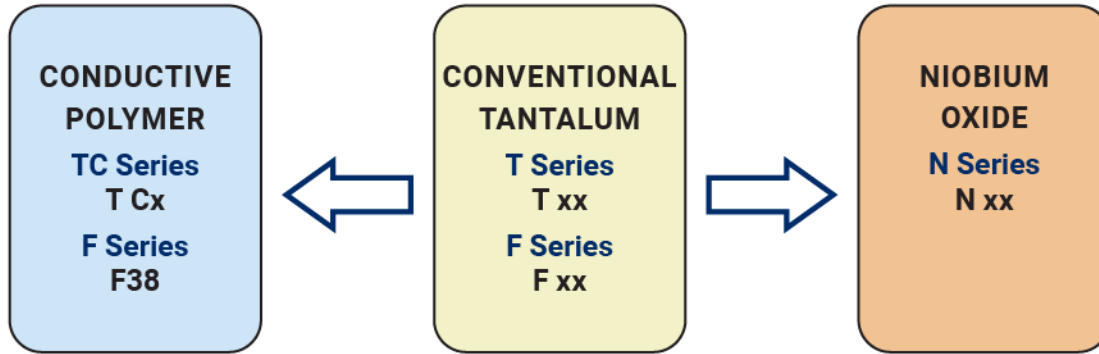 CONDUCTIVE
POLYMER
TC Series
T Cx
F Series
F38
CONVENTIONAL
TANTALUM
T Series
T xx
F Series
F xx
NIOBIUM
OXIDE
N Series
N xx